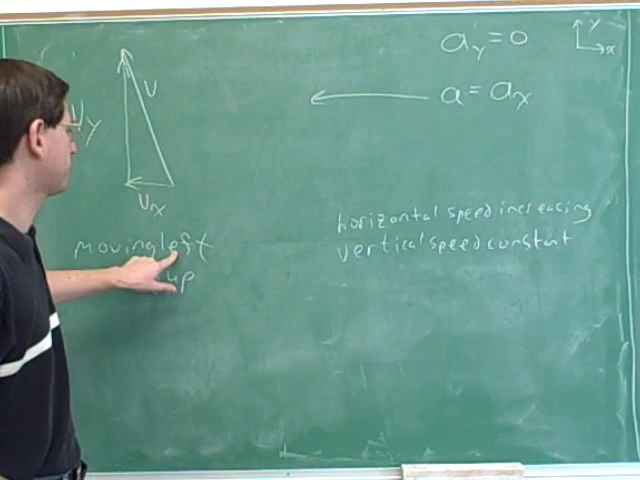 a_y = 0
y
x
v
v_y
a = a_x
v_x
horizontal speed increasing
vertical speed constant
moving left
up